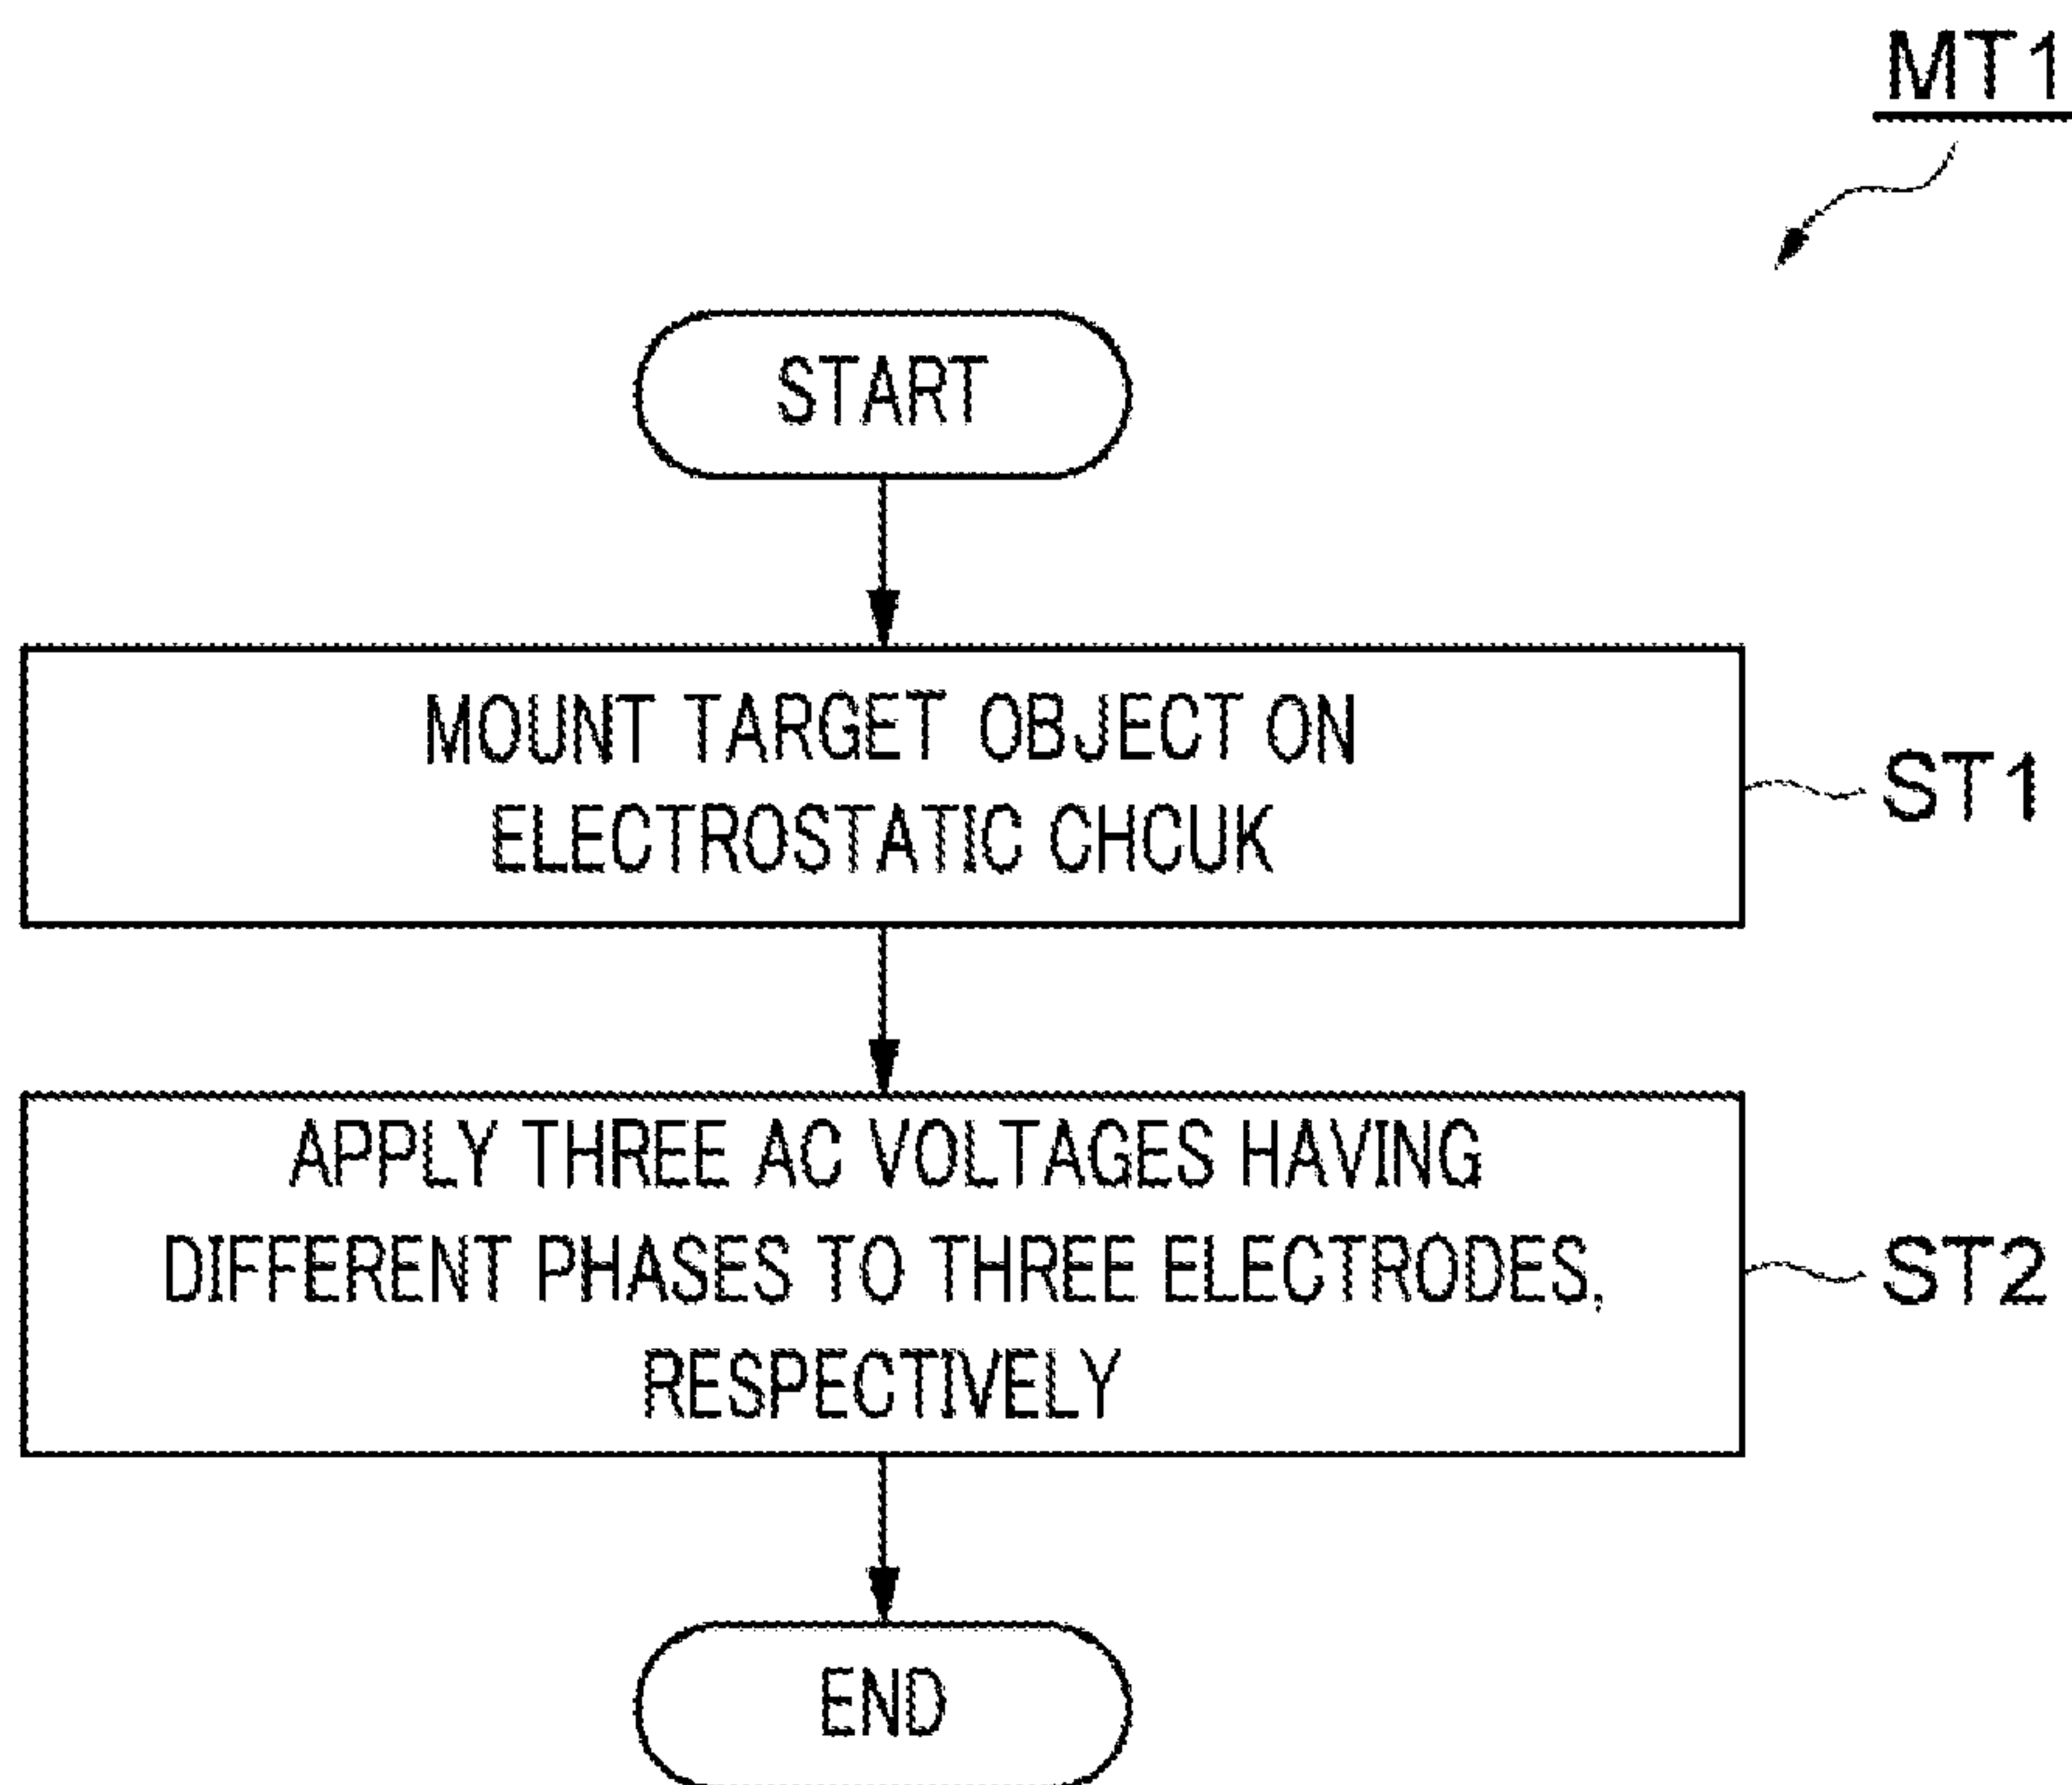 MT1
START
MOUNT TARGET OBJECT ON
ELECTROSTATIC CHCUK
ST1
APPLY THREE AC VOLTAGES HAVING
DIFFERENT PHASES TO THREE ELECTRODES,
RESPECTIVELY
ST2
END